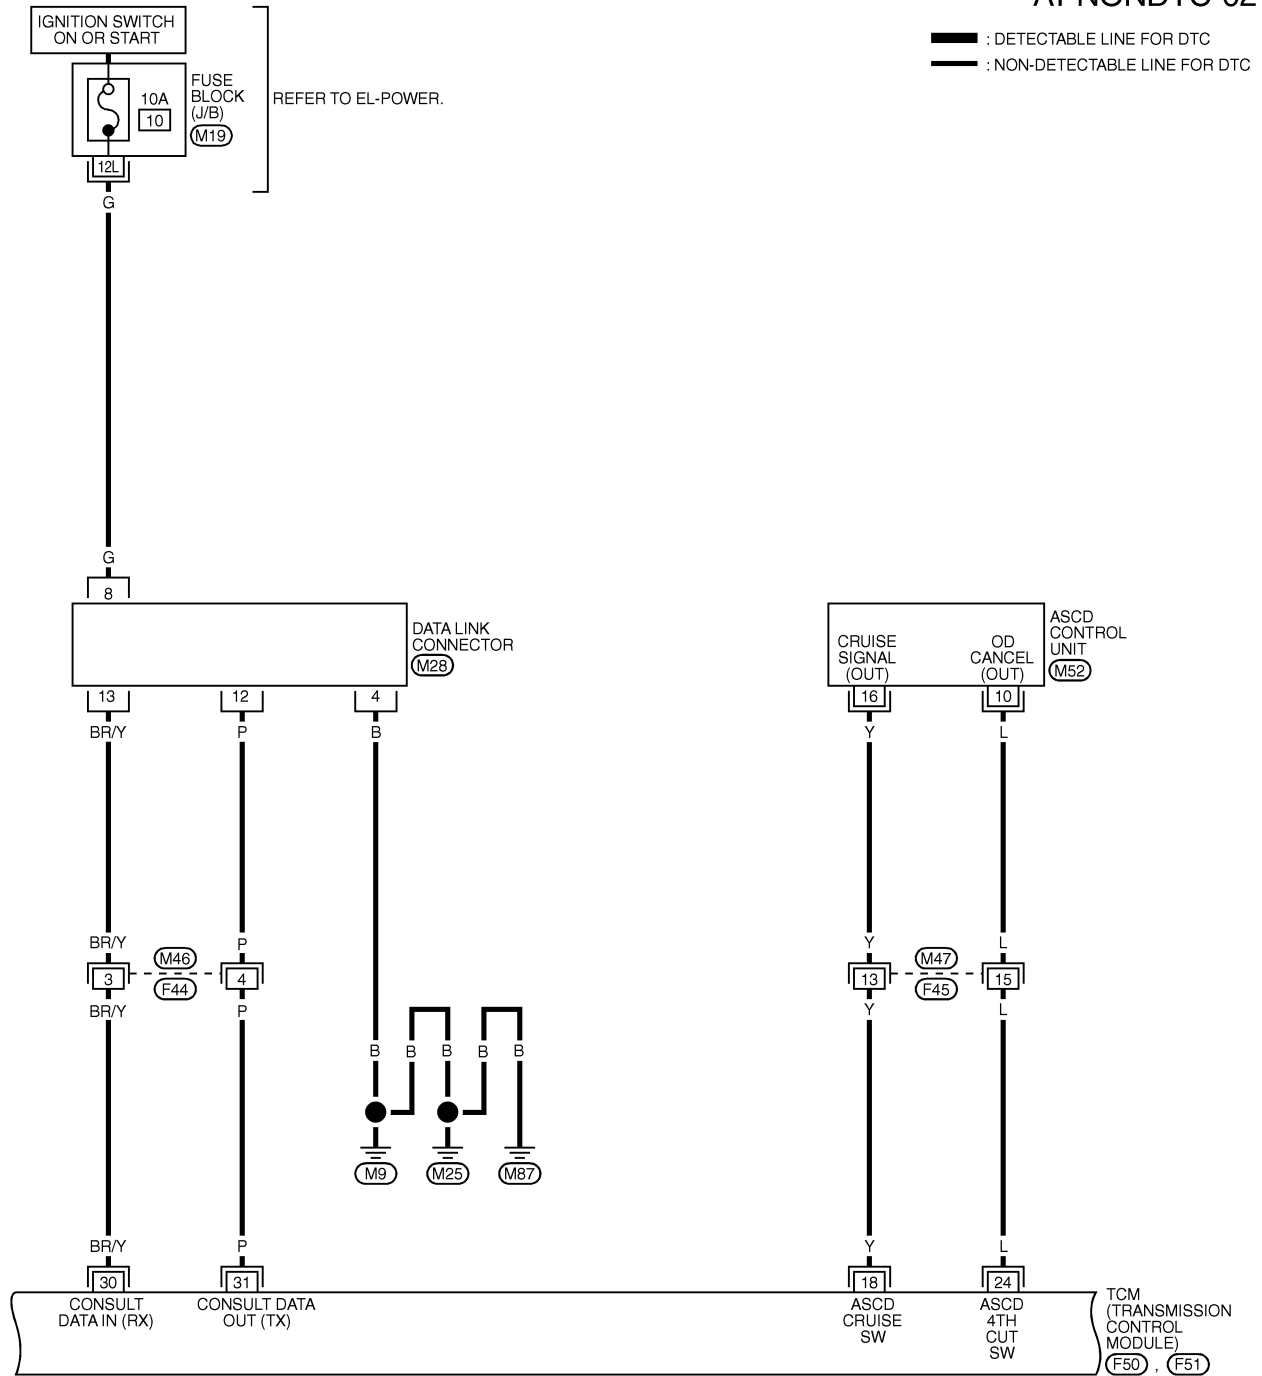 IGNITION SWITCH
ON OR START
: DETECTABLE LINE FOR DTC
: NON-DETECTABLE LINE FOR DTC
10A
10
FUSE
BLOCK
(J/B)
M19
REFER TO EL-POWER.
12L
G
G
8
DATA LINK
CONNECTOR
M28
CRUISE
SIGNAL
(OUT)
OD
CANCEL
(OUT)
ASCD
CONTROL
UNIT
M52
13
12
4
16
10
BR/Y
P
B
Y
L
BR/Y
P
Y
L
3
M46
F44
4
13
M47
F45
15
BR/Y
P
Y
L
B
B
B
B
B
M9
M25
M87
BR/Y
P
Y
L
30
31
18
24
CONSULT
DATA IN (RX)
CONSULT DATA
OUT (TX)
ASCD
CRUISE
SW
ASCD
4TH
CUT
SW
TCM
(TRANSMISSION
CONTROL
MODULE)
F50 , F51